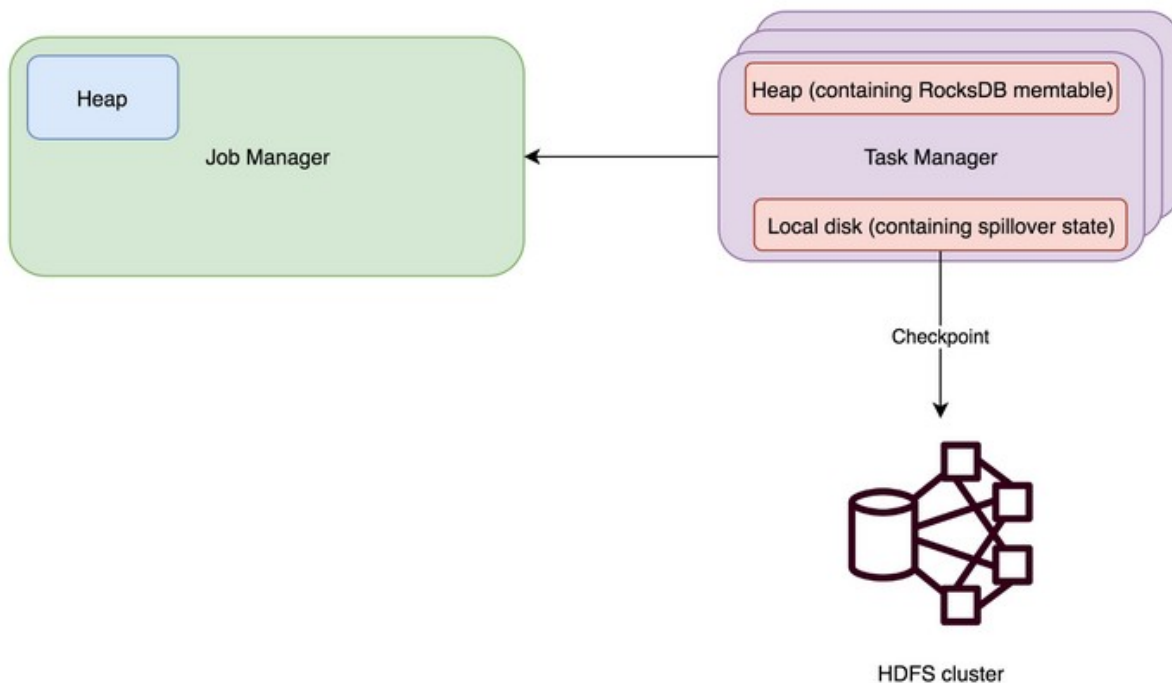 Heap
Job Manager
Heap (containing RocksDB memtable)
Task Manager
Local disk (containing spillover state)
Checkpoint
HDFS cluster